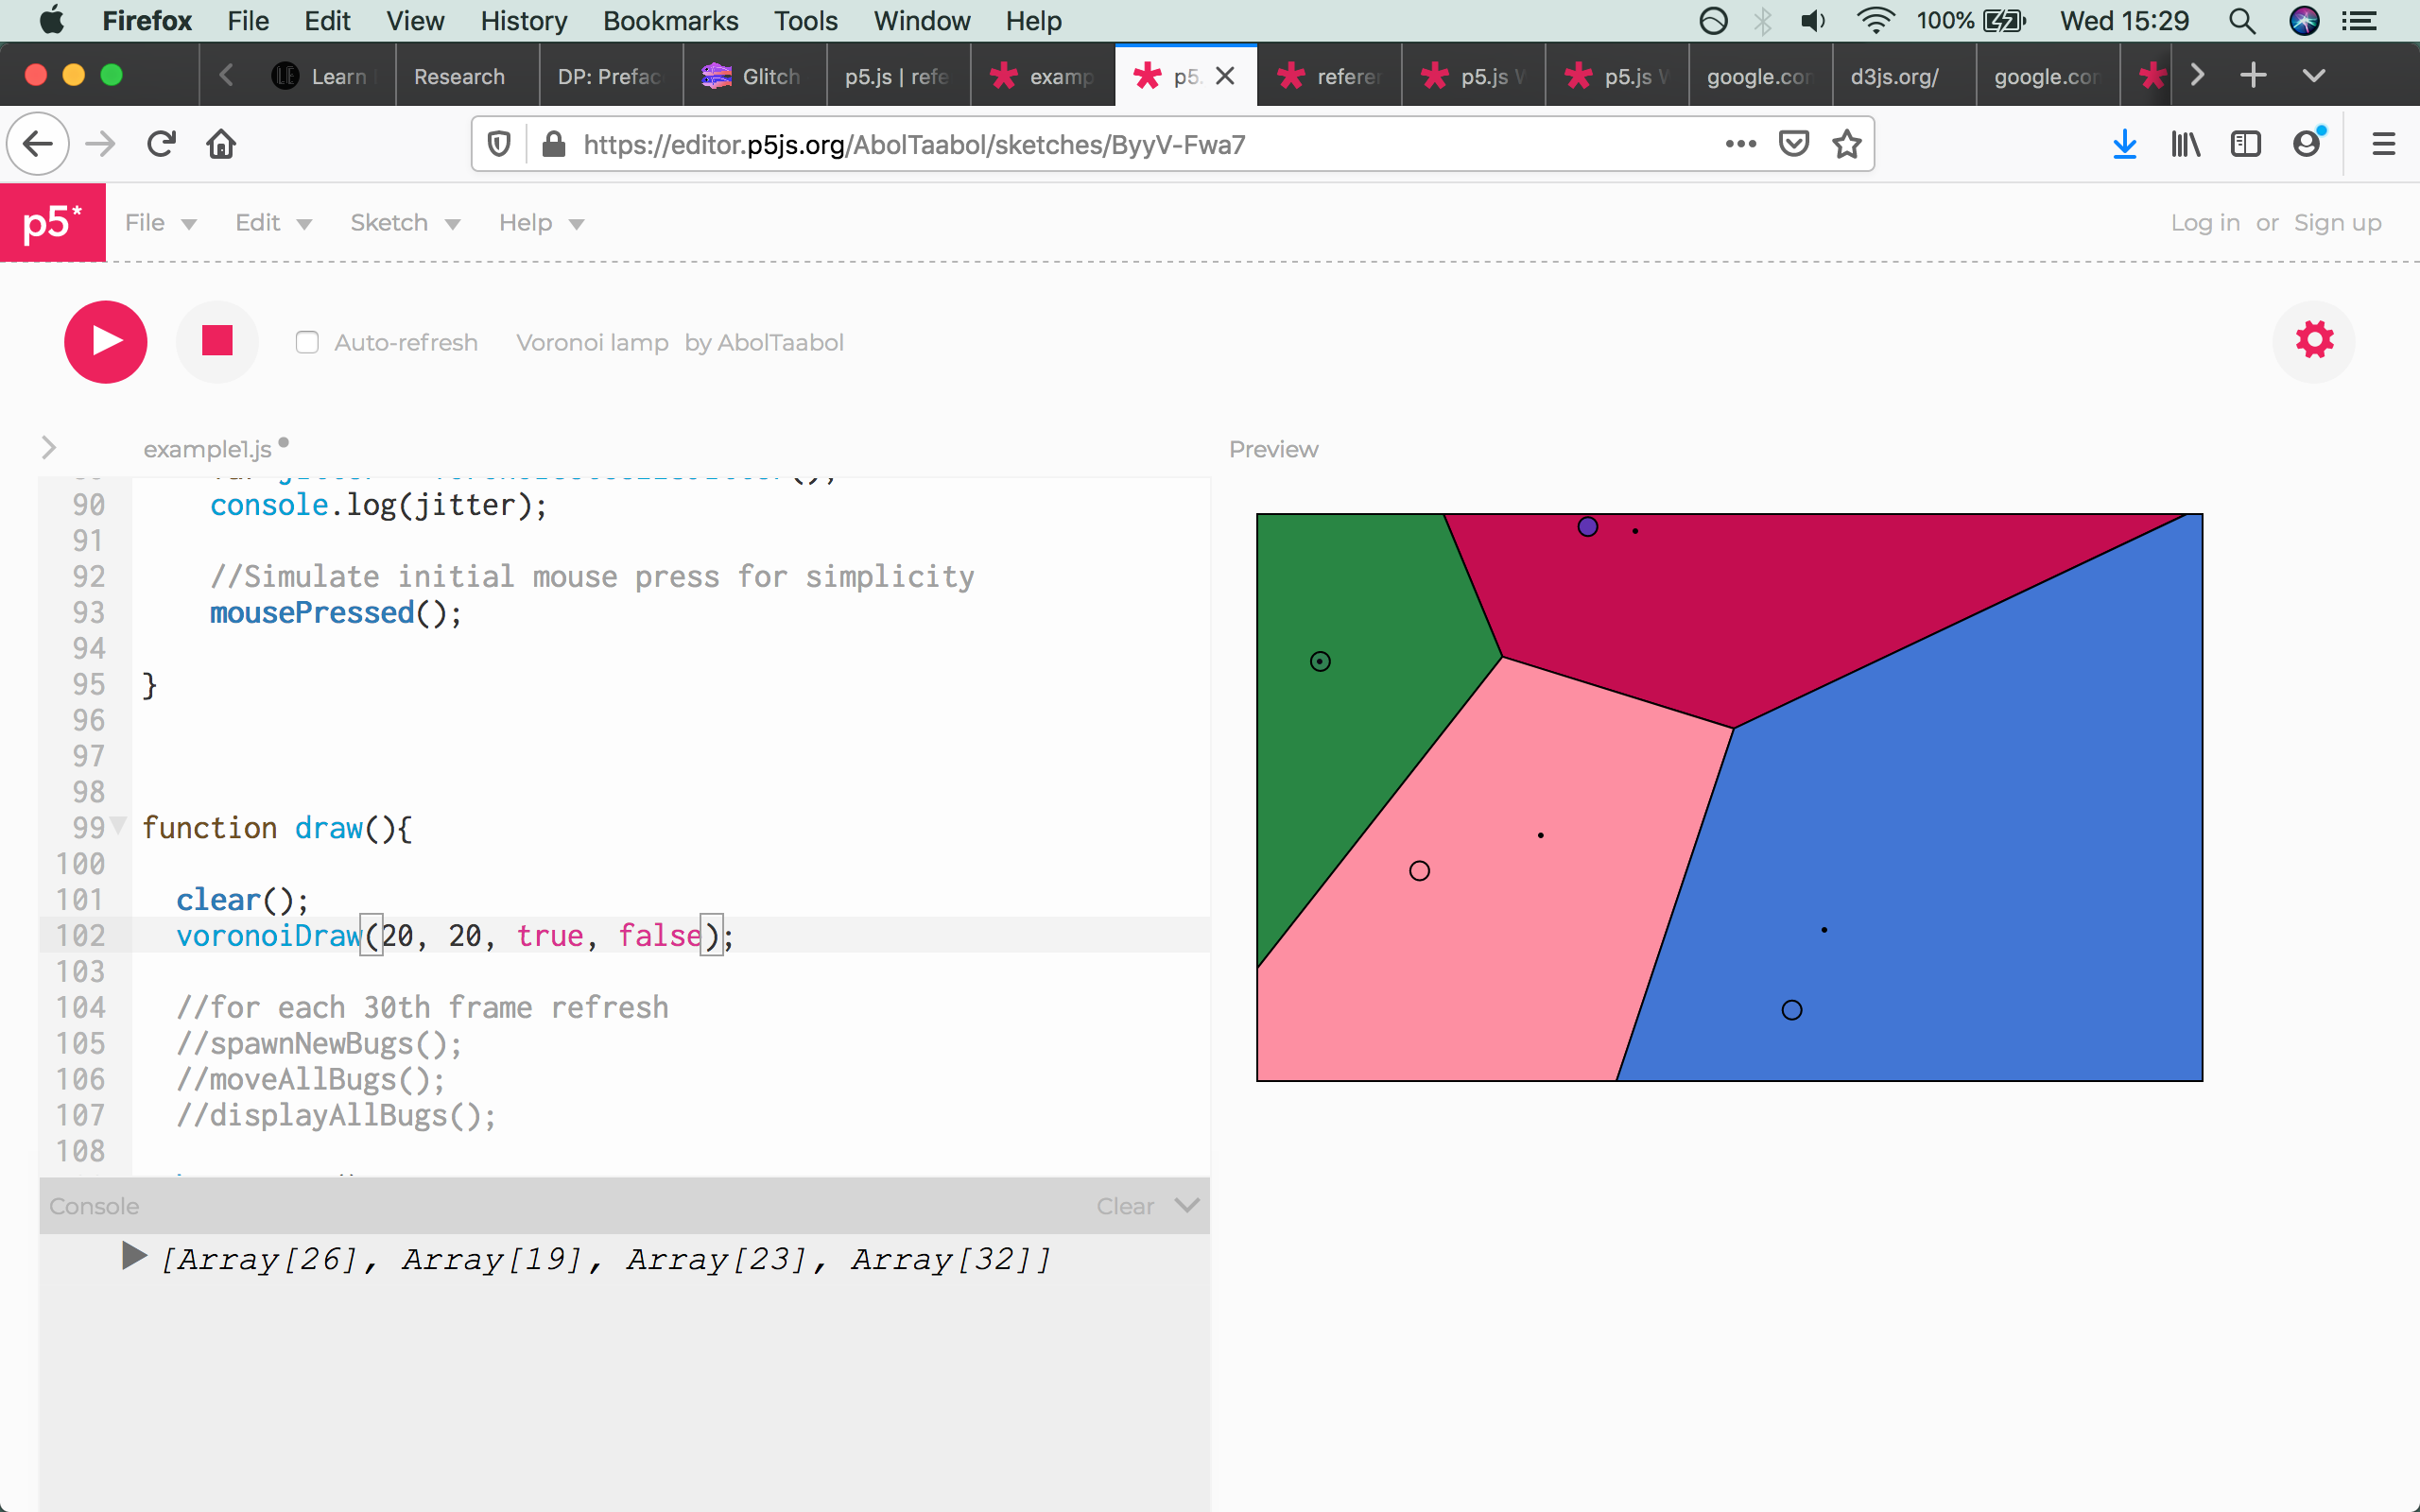 Firefox File Edit View History Bookmarks Tools Window Help 100% Wed 15:29
LE Learn Research DP: Preface Glitch p5.js | refe examp p5. referen p5.js p5.js google.com d3js.org/ google.com
https://editor.p5js.org/AbolTaabol/sketches/ByyV-Fwa7
p5* File Edit Sketch Help Log in or Sign up
Auto-refresh Voronoi lamp by AbolTaabol
example1.js Preview
90 console.log(jitter);
91
92 //Simulate initial mouse press for simplicity
93 mousePressed();
94
95 }
96
97
98
99 function draw(){
100
101 clear();
102 voronoiDraw(20, 20, true, false);
103
104 //for each 30th frame refresh
105 //spawnNewBugs();
106 //moveAllBugs();
107 //displayAllBugs();
108
Console Clear
[Array[26], Array[19], Array[23], Array[32]]